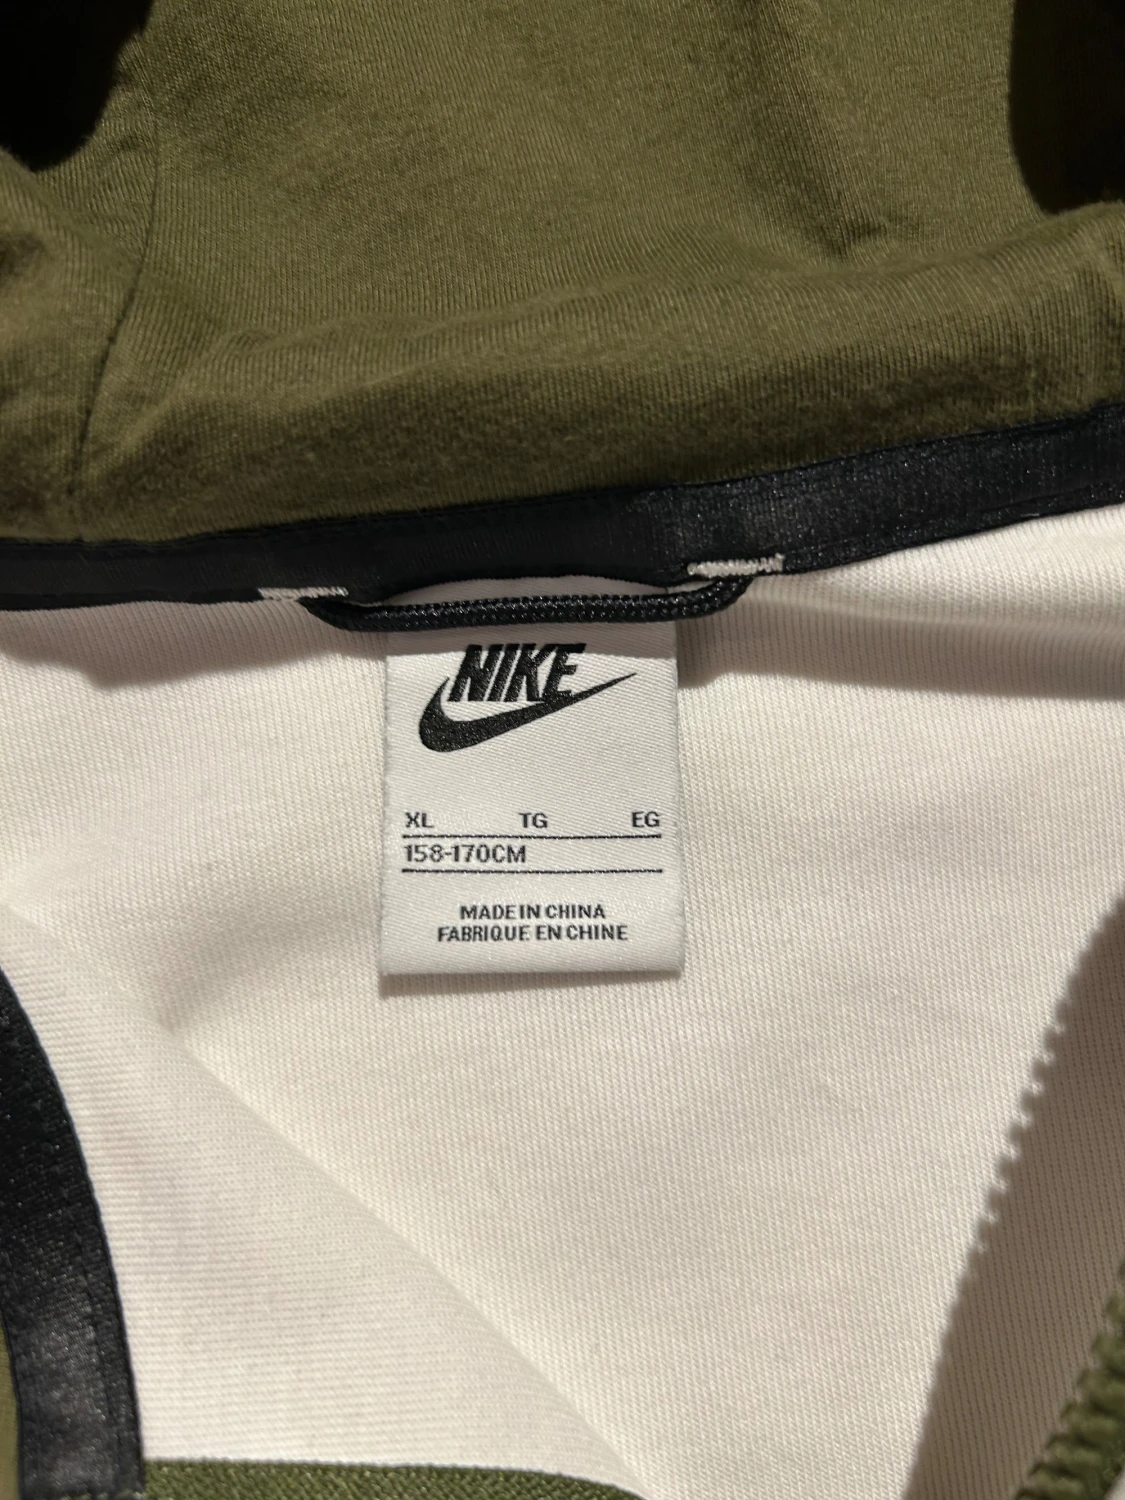 NIKE
XL TG EG
158-170CM
MADE IN CHINA
FABRIQUE EN CHINE